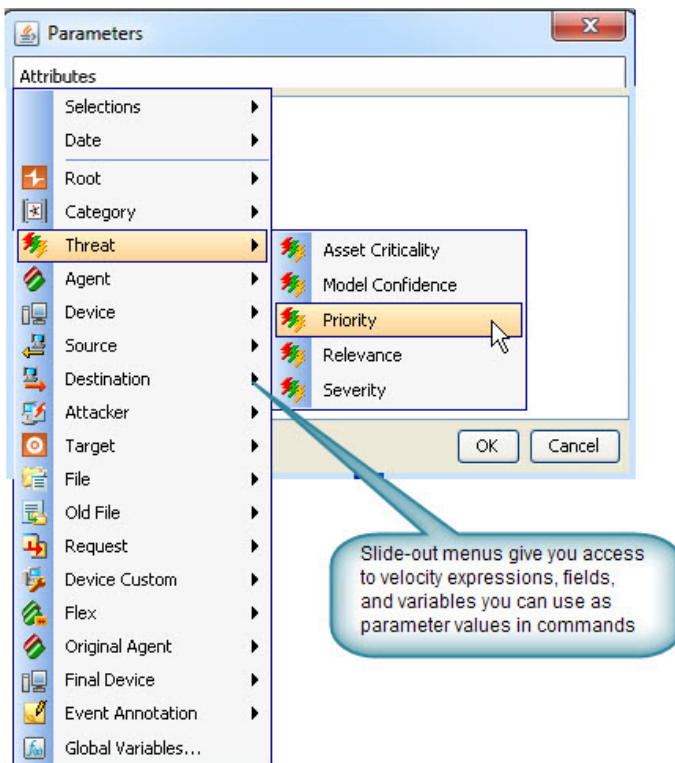 Parameters
Attributes
Selections
Date
Root
Category
Threat
Agent
Device
Source
Destination
Attacker
Target
File
Old File
Request
Device Custom
Flex
Original Agent
Final Device
Event Annotation
Global Variables...
Asset Criticality
Model Confidence
Priority
Relevance
Severity
OK
Cancel
Slide-out menus give you access
to velocity expressions, fields,
and variables you can use as
parameter values in commands